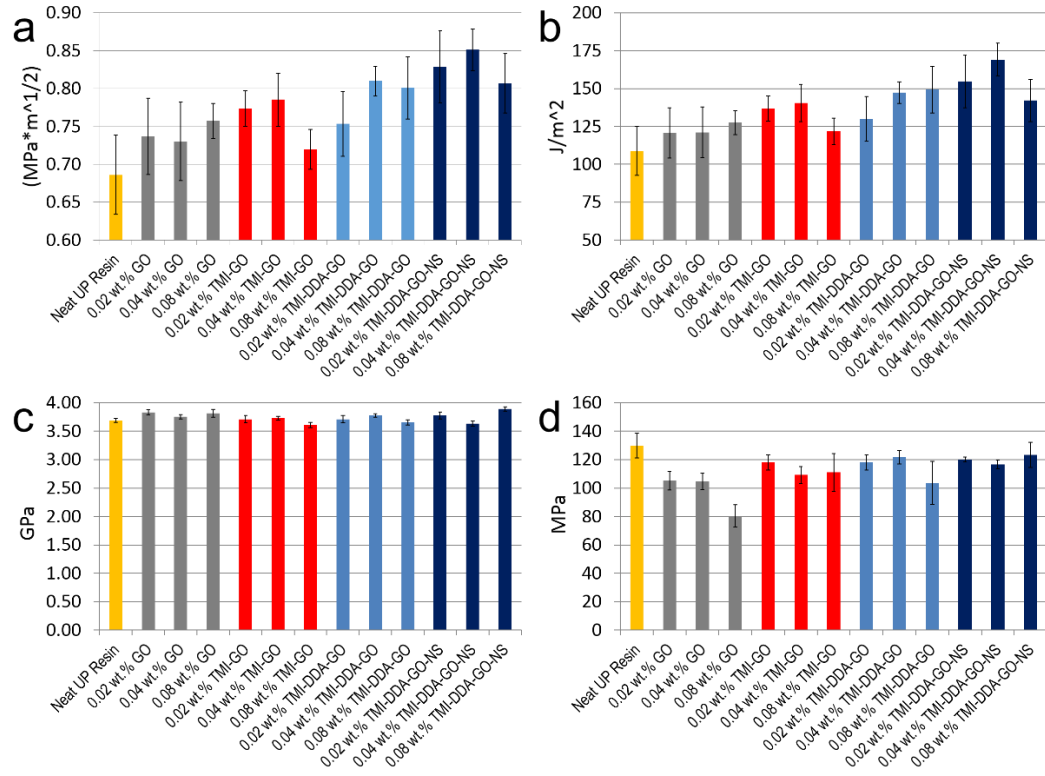 a
0.90
0.85
0.80
0.75
0.70
0.65
0.60
(MPa*m^1/2)
Neat UP Resin
0.02 wt.% GO
0.04 wt.% GO
0.08 wt.% GO
0.02 wt.% TMI-GO
0.04 wt.% TMI-GO
0.08 wt.% TMI-GO
0.02 wt.% TMI-DDA-GO
0.04 wt.% TMI-DDA-GO
0.08 wt.% TMI-DDA-GO
0.02 wt.% TMI-DDA-GO-NS
0.04 wt.% TMI-DDA-GO-NS
0.08 wt.% TMI-DDA-GO-NS
b
200
175
150
125
100
75
50
J/m^2
Neat UP Resin
0.02 wt.% GO
0.04 wt.% GO
0.08 wt.% GO
0.02 wt.% TMI-GO
0.04 wt.% TMI-GO
0.08 wt.% TMI-GO
0.02 wt.% TMI-DDA-GO
0.04 wt.% TMI-DDA-GO
0.08 wt.% TMI-DDA-GO
0.02 wt.% TMI-DDA-GO-NS
0.04 wt.% TMI-DDA-GO-NS
0.08 wt.% TMI-DDA-GO-NS
c
4.00
3.50
3.00
2.50
2.00
1.50
1.00
0.50
0.00
GPa
Neat UP Resin
0.02 wt.% GO
0.04 wt.% GO
0.08 wt.% GO
0.02 wt.% TMI-GO
0.04 wt.% TMI-GO
0.08 wt.% TMI-GO
0.02 wt.% TMI-DDA-GO
0.04 wt.% TMI-DDA-GO
0.08 wt.% TMI-DDA-GO
0.02 wt.% TMI-DDA-GO-NS
0.04 wt.% TMI-DDA-GO-NS
0.08 wt.% TMI-DDA-GO-NS
d
160
140
120
100
80
60
40
20
0
MPa
Neat UP Resin
0.02 wt.% GO
0.04 wt.% GO
0.08 wt.% GO
0.02 wt.% TMI-GO
0.04 wt.% TMI-GO
0.08 wt.% TMI-GO
0.02 wt.% TMI-DDA-GO
0.04 wt.% TMI-DDA-GO
0.08 wt.% TMI-DDA-GO
0.02 wt.% TMI-DDA-GO-NS
0.04 wt.% TMI-DDA-GO-NS
0.08 wt.% TMI-DDA-GO-NS